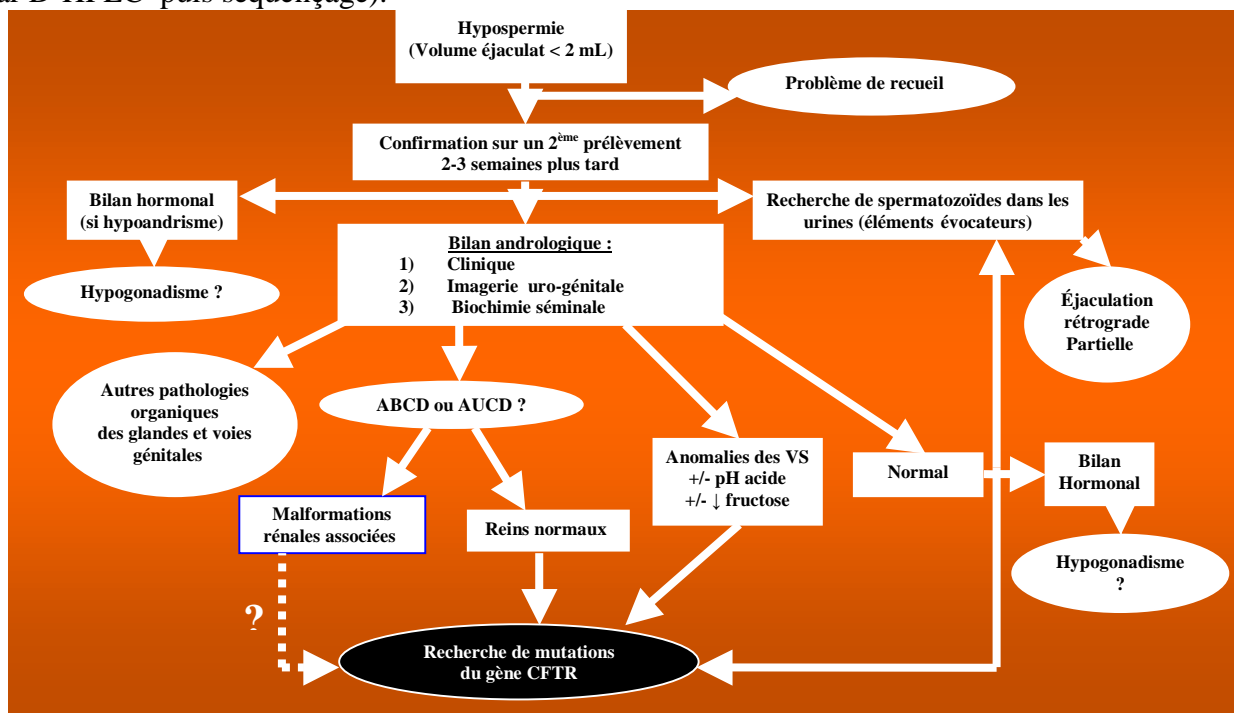 puis séquençage).
Hypospermie
(Volume éjaculat < 2 mL)
Problème de recueil
Confirmation sur un 2ème prélèvement
2-3 semaines plus tard
Bilan hormonal
(si hypoandrisme)
Recherche de spermatozoïdes dans les
urines (éléments évocateurs)
Bilan andrologique :
1) Clinique
2) Imagerie uro-génitale
3) Biochimie séminale
Hypogonadisme ?
Éjaculation
rétrograde
Partielle
Autres pathologies
organiques
des glandes et voies
génitales
ABCD ou AUCD ?
Anomalies des VS
+/- pH acide
+/- ↓ fructose
Normal
Bilan
Hormonal
Malformations
rénales associées
Reins normaux
Hypogonadisme
?
?
Recherche de mutations
du gène CFTR